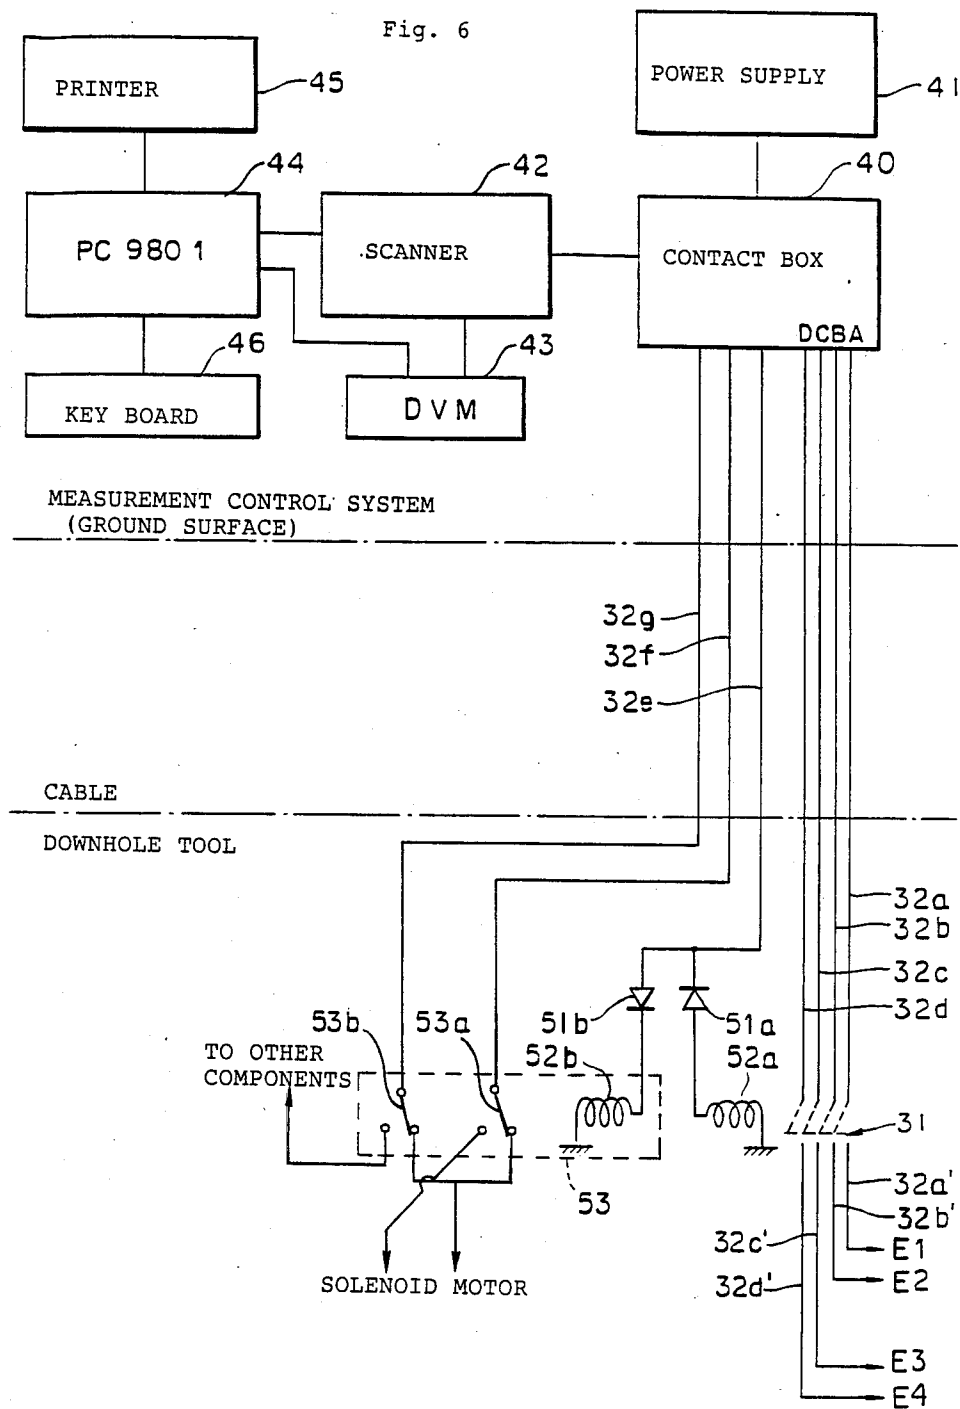 Fig. 6
PRINTER
45
POWER SUPPLY
41
44
42
40
PC 9801
SCANNER
CONTACT BOX
DCBA
46
43
KEY BOARD
DVM
MEASUREMENT CONTROL SYSTEM
(GROUND SURFACE)
32g
32f
32e
CABLE
DOWNHOLE TOOL
32a
32b
32c
32d
53b
53a
51b
51a
52b
52a
TO OTHER
COMPONENTS
31
53
32a'
32b'
32c'
32d'
E1
E2
SOLENOID MOTOR
E3
E4